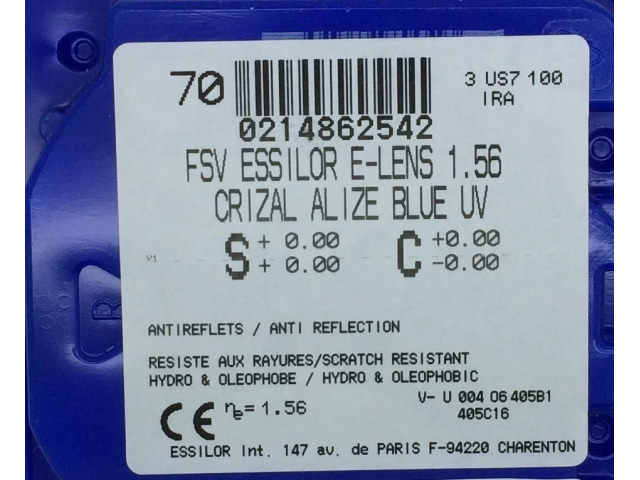 70
3 US7 100
IRA
0214862542
FSV ESSILOR E-LENS 1.56
CRIZAL ALIZE BLUE UV
S + 0.00 C +0.00
+ 0.00 -0.00
V1
ANTIREFLETS / ANTI REFLECTION
RESISTE AUX RAYURES/SCRATCH RESISTANT
HYDRO & OLEOPHOBE / HYDRO & OLEOPHOBIC
V- U 004 06 405B1
CE ne= 1.56 405C16
ESSILOR Int. 147 av. de PARIS F-94220 CHARENTON